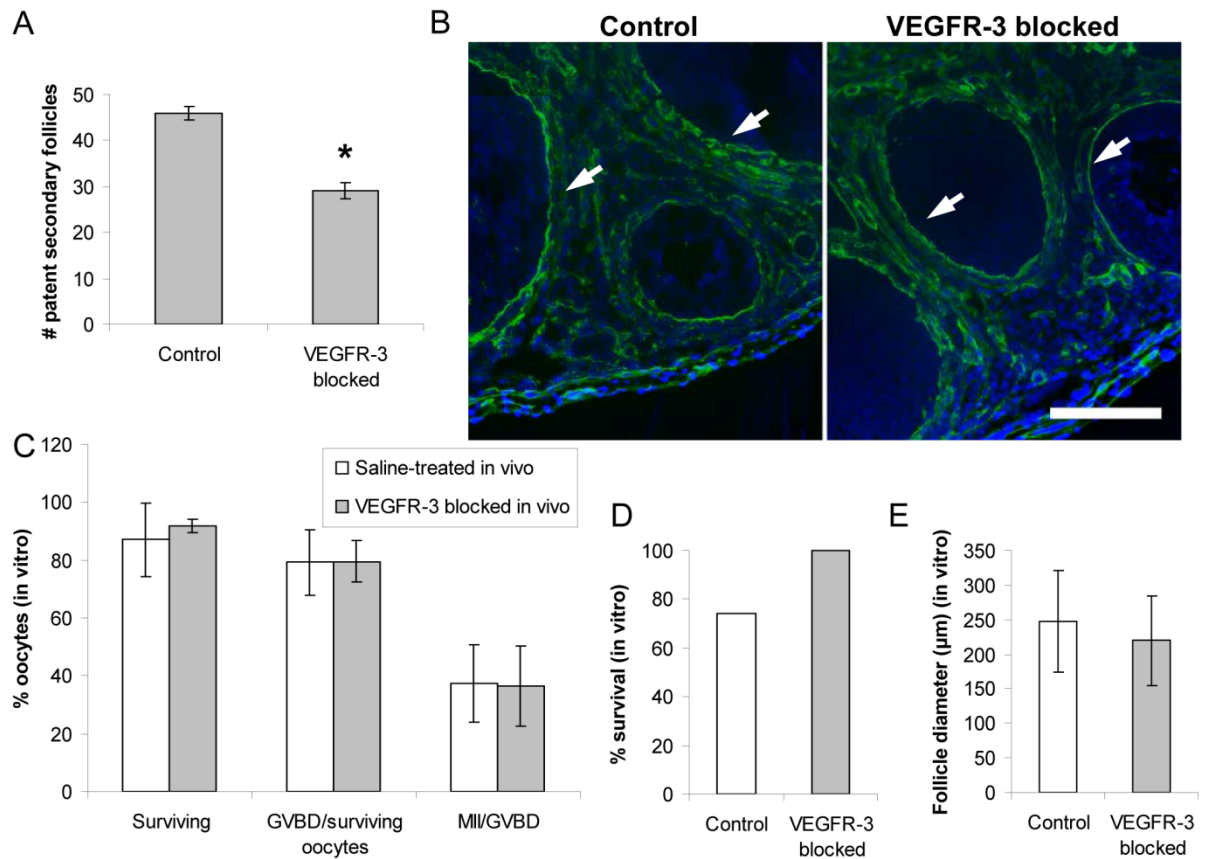 A
# patent secondary follicles
50
40
30
20
10
0
*
Control
VEGFR-3
blocked
B
Control
VEGFR-3 blocked
C
% oocytes (in vitro)
120
100
80
60
40
20
0
Saline-treated in vivo
VEGFR-3 blocked in vivo
Surviving
GVBD/surviving
oocytes
MII/GVBD
D
% survival (in vitro)
100
80
60
40
20
0
Control
VEGFR-3
blocked
E
Follicle diameter (µm) (in vitro)
350
300
250
200
150
100
50
0
Control
VEGFR-3
blocked